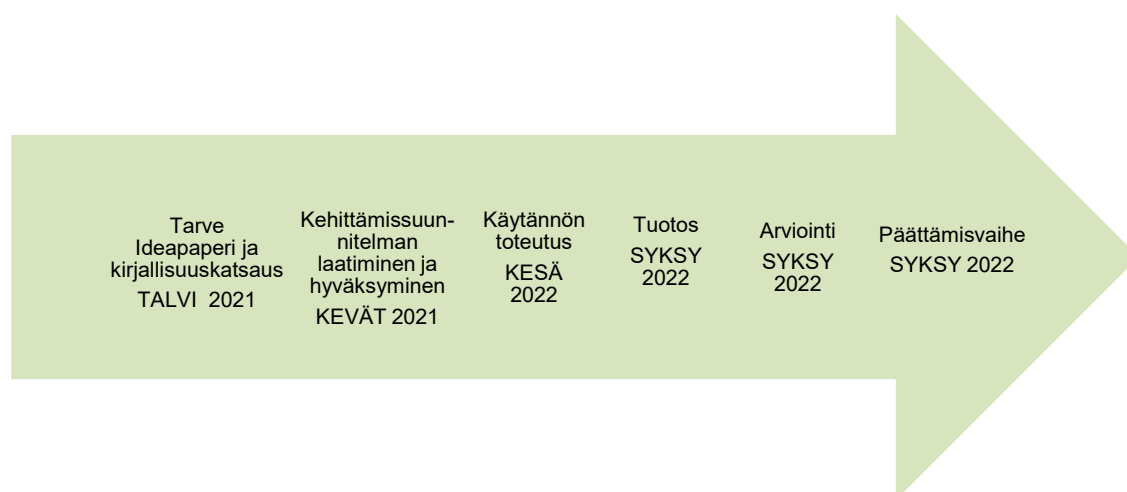 Tarve
Ideapaperi ja
kirjallisuuskatsaus
TALVI 2021
Kehittämissuun-
nitelman
laatiminen ja
hyväksyminen
KEVÄT 2021
Käytännön
toteutus
KESÄ
2022
Tuotos
SYKSY
2022
Arviointi
SYKSY
2022
Päättämisvaihe
SYKSY 2022